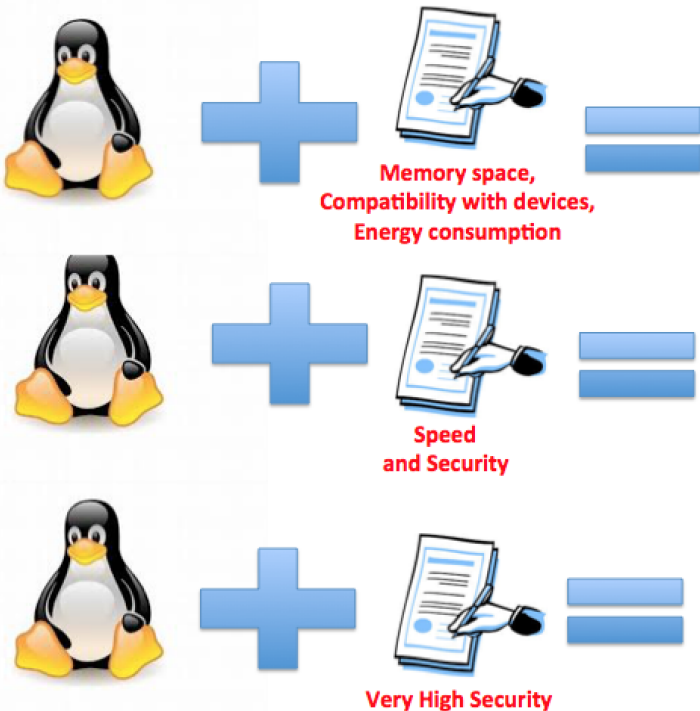 Memory space,
Compatibility with devices,
Energy consumption
Speed
and Security
Very High Security